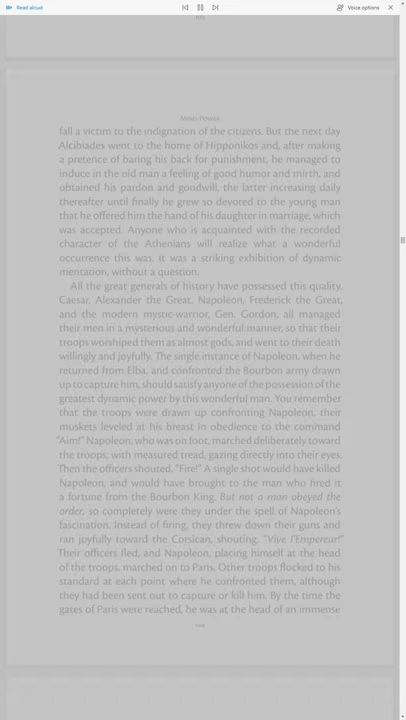 Read aloud
Voice options
Mind-Power
fall a victim to the indignation of the citizens. But the next day
Alcibiades went to the home of Hipponikos and, after making
a pretence of baring his back for punishment, he managed to
induce in the old man a feeling of good humor and mirth, and
obtained his pardon and goodwill, the latter increasing daily
thereafter until finally he grew so devoted to the young man
that he offered him the hand of his daughter in marriage, which
was accepted. Anyone who is acquainted with the recorded
character of the Athenians will realize what a wonderful
occurrence this was. It was a striking exhibition of dynamic
mentation, without a question.
All the great generals of history have possessed this quality.
Caesar, Alexander the Great, Napoleon, Frederick the Great,
and the modern mystic-warrior, Gen. Gordon, all managed
their men in a mysterious and wonderful manner, so that their
troops worshiped them as almost gods, and went to their death
willingly and joyfully. The single instance of Napoleon, when he
returned from Elba, and confronted the Bourbon army drawn
up to capture him, should satisfy anyone of the possession of the
greatest dynamic power by this wonderful man. You remember
that the troops were drawn up confronting Napoleon, their
muskets leveled at his breast in obedience to the command
"Aim!" Napoleon, who was on foot, marched deliberately toward
the troops, with measured tread, gazing directly into their eyes.
Then the officers shouted, "Fire!" A single shot would have killed
Napoleon, and would have brought to the man who fired it
a fortune from the Bourbon King. But not a man obeyed the
order, so completely were they under the spell of Napoleon's
fascination. Instead of firing, they threw down their guns and
ran joyfully toward the Corsican, shouting, "Vive l'Empereur!"
Their officers fled, and Napoleon, placing himself at the head
of the troops, marched on to Paris. Other troops flocked to his
standard at each point where he confronted them, although
they had been sent out to capture or kill him. By the time the
gates of Paris were reached, he was at the head of an immense